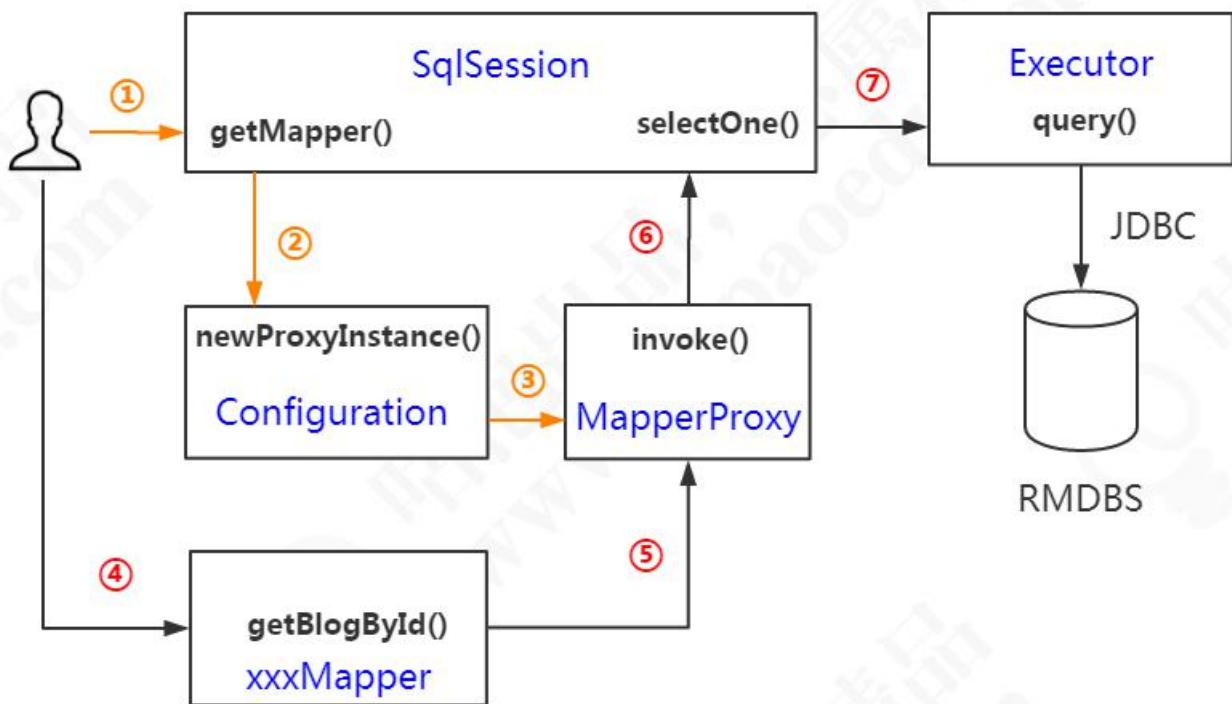 ①
SqlSession
getMapper()
selectOne()
⑦
Executor
query()
②
⑥
JDBC
newProxyInstance()
Configuration
③
invoke()
MapperProxy
RMDBS
④
⑤
getBlogById()
xxxMapper